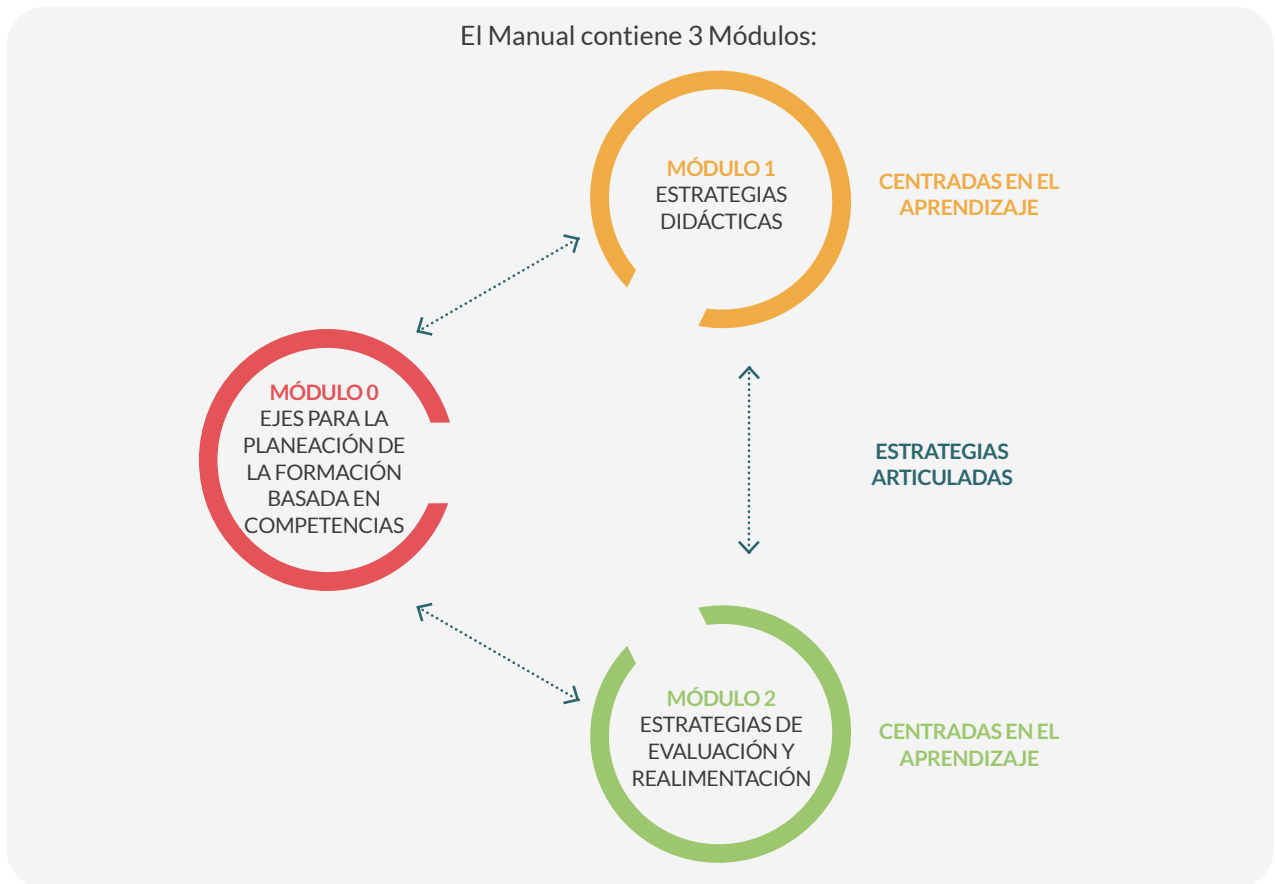 El Manual contiene 3 Módulos:
MÓDULO 1
ESTRATEGIAS
DIDÁCTICAS
CENTRADAS EN EL
APRENDIZAJE
MÓDULO 0
EJES PARA LA
PLANEACIÓN DE
LA FORMACIÓN
BASADA EN
COMPETENCIAS
ESTRATEGIAS
ARTICULADAS
MÓDULO 2
ESTRATEGIAS DE
EVALUACIÓN Y
REALIMENTACIÓN
CENTRADAS EN EL
APRENDIZAJE